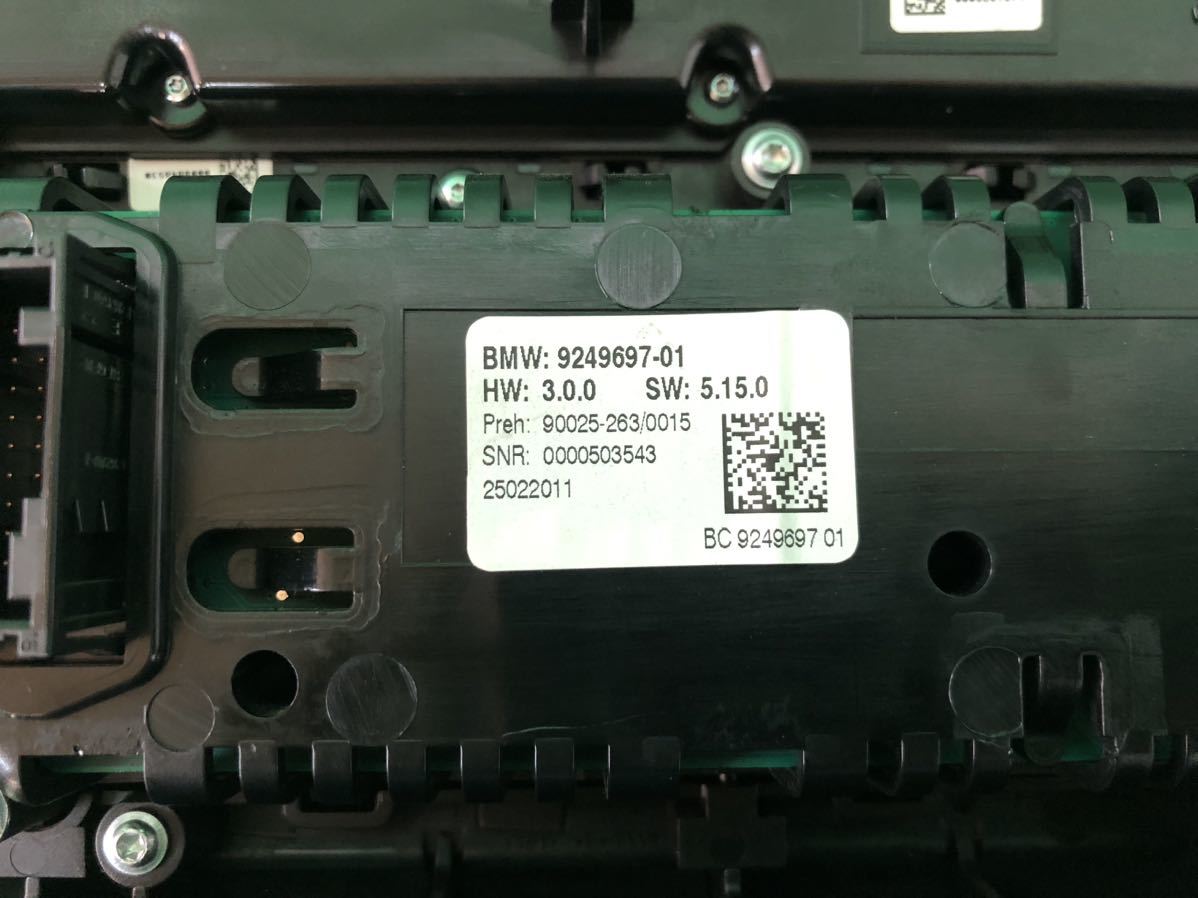 BMW: 9249697-01
HW: 3.0.0 SW: 5.15.0
Preh: 90025-263/0015
SNR: 0000503543
25022011
BC 9249697 01